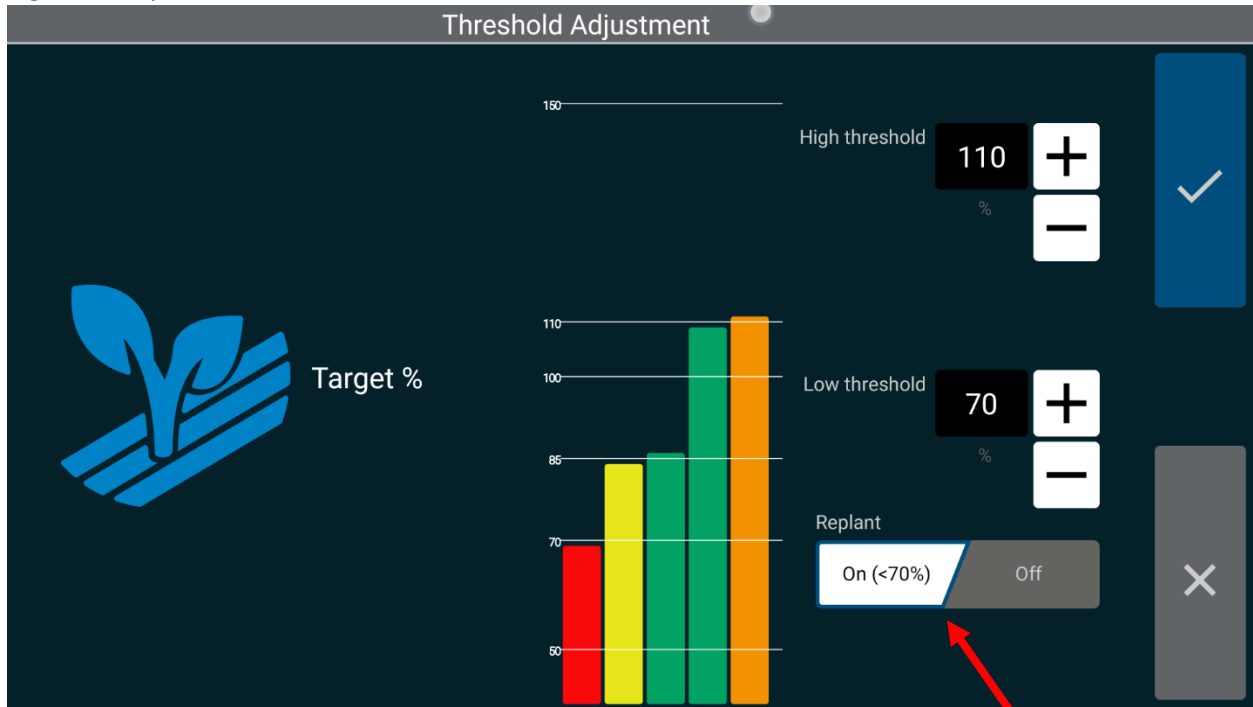 Threshold Adjustment
150
High threshold
110
%
110
Target %
100
Low threshold
70
%
85
Replant
70
On (<70%)
Off
50